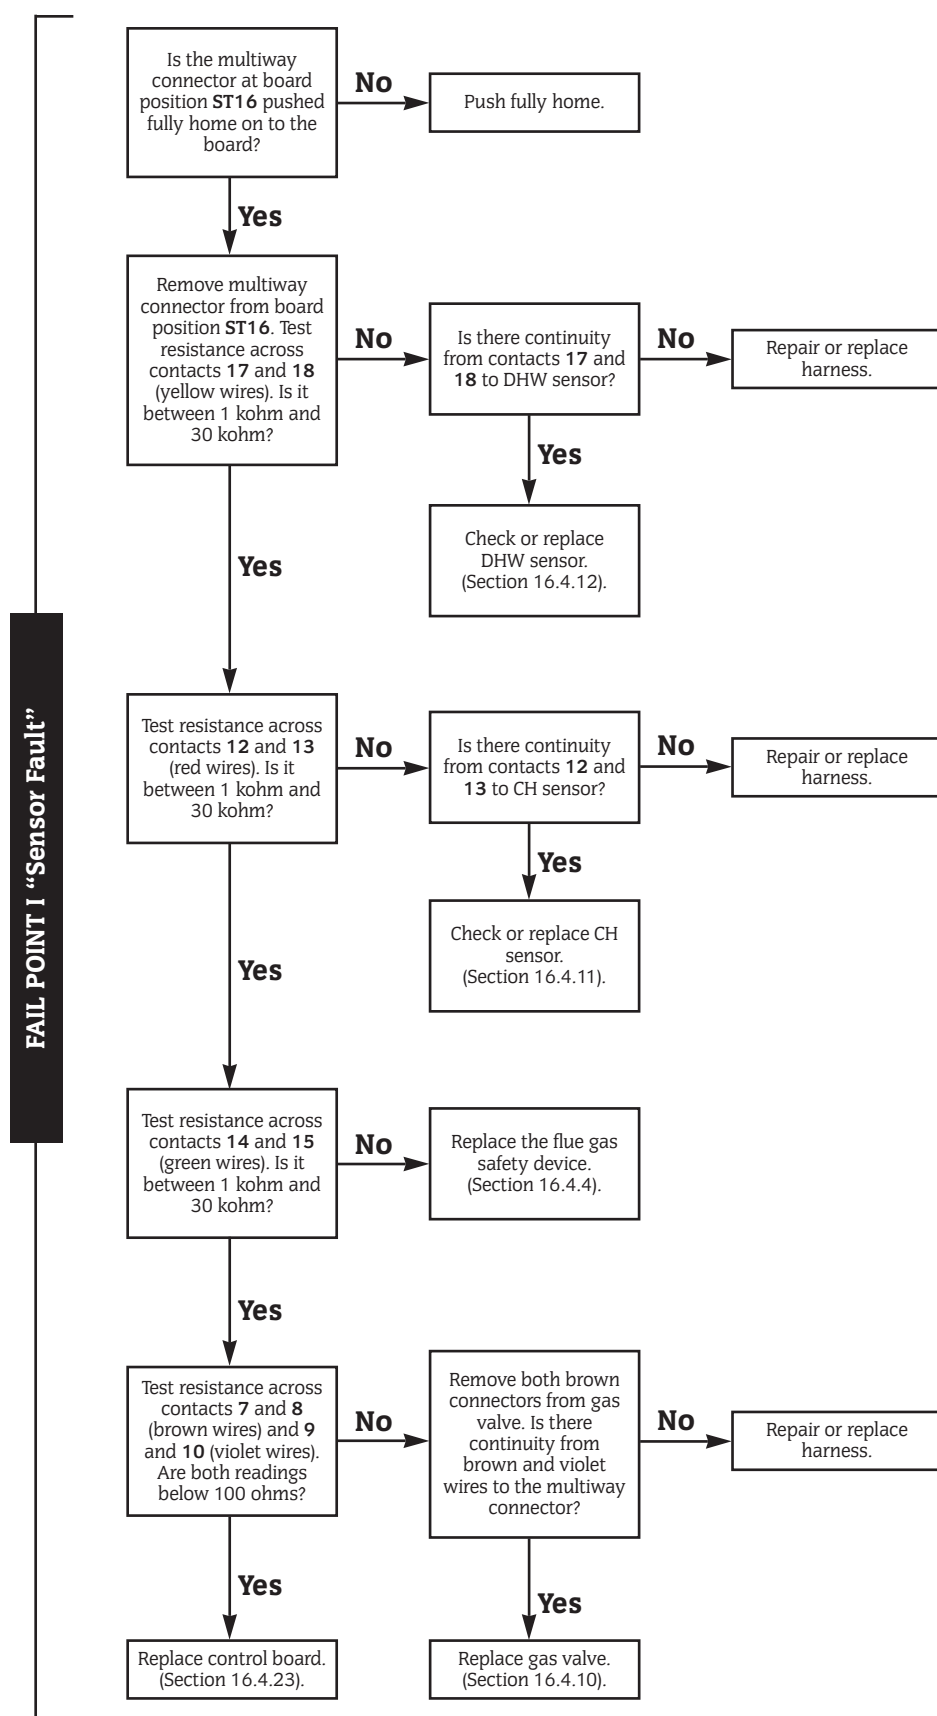 FAIL POINT I “Sensor Fault”
Is the multiway
connector at board
position ST16 pushed
fully home on to the
board?
No
Push fully home.
Yes
Remove multiway
connector from board
position ST16. Test
resistance across
contacts 17 and 18
(yellow wires). Is it
between 1 kohm and
30 kohm?
No
Is there continuity
from contacts 17 and
18 to DHW sensor?
No
Repair or replace
harness.
Yes
Check or replace
DHW sensor.
(Section 16.4.12).
Yes
Test resistance across
contacts 12 and 13
(red wires). Is it
between 1 kohm and
30 kohm?
No
Is there continuity
from contacts 12 and
13 to CH sensor?
No
Repair or replace
harness.
Yes
Check or replace CH
sensor.
(Section 16.4.11).
Yes
Test resistance across
contacts 14 and 15
(green wires). Is it
between 1 kohm and
30 kohm?
No
Replace the flue gas
safety device.
(Section 16.4.4).
Yes
Test resistance across
contacts 7 and 8
(brown wires) and 9
and 10 (violet wires).
Are both readings
below 100 ohms?
No
Remove both brown
connectors from gas
valve. Is there
continuity from
brown and violet
wires to the multiway
connector?
No
Repair or replace
harness.
Yes
Replace gas valve.
(Section 16.4.10).
Yes
Replace control board.
(Section 16.4.23).